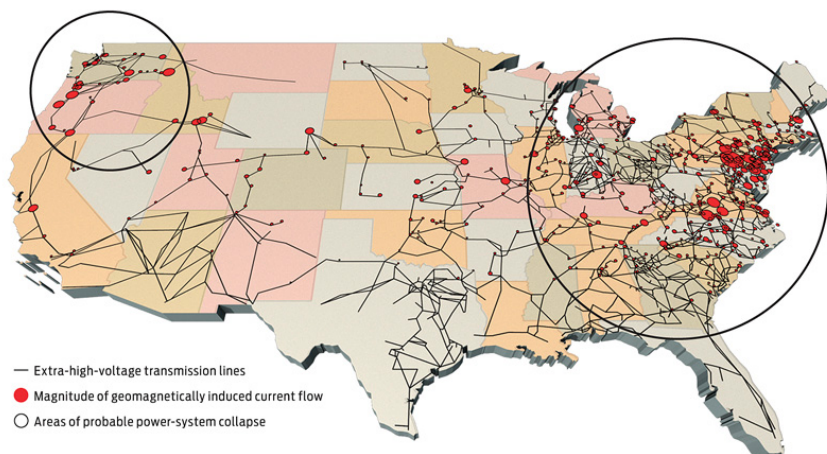 Extra-high-voltage transmission lines
Magnitude of geomagnetically induced current flow
Areas of probable power-system collapse